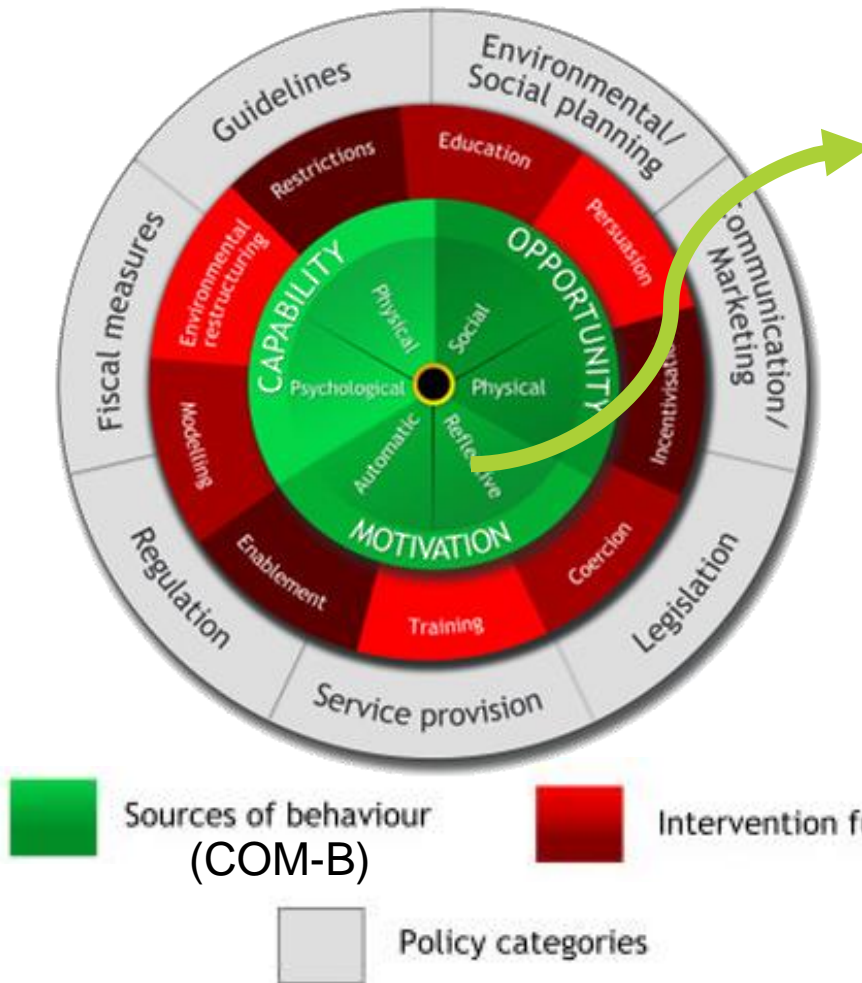 Guidelines
Environmental/
Social planning
Communication/
Marketing
Legislation
Service provision
Regulation
Fiscal measures
Restrictions
Education
Persuasion
Incentivisation
Coercion
Training
Enablement
Modelling
Environmental
restructuring
CAPABILITY
OPPORTUNITY
MOTIVATION
Physical
Social
Psychological
Physical
Automatic
Reflective
Sources of behaviour
(COM-B)
Intervention fu
Policy categories